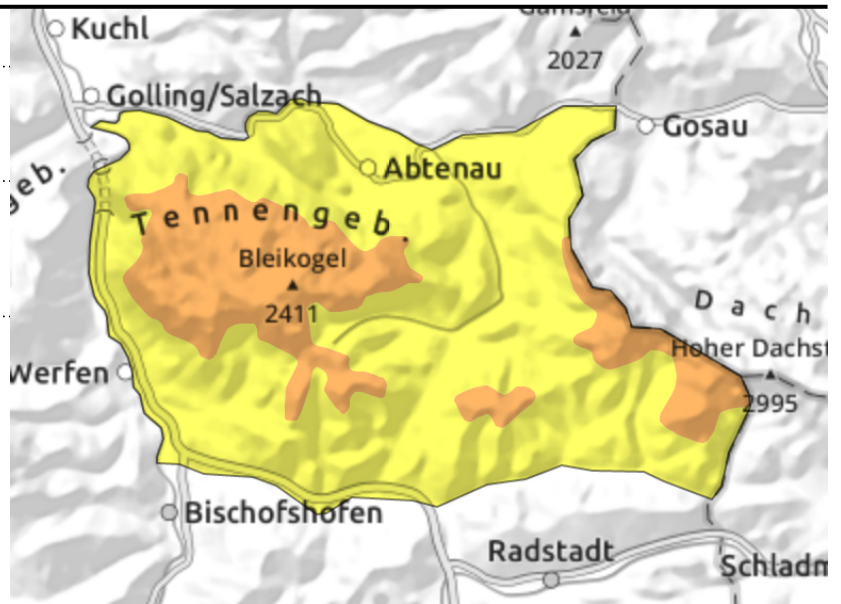 Gamsfeld
Kuchl
2027
Golling/Salzach
Gosau
Abtenau
geb.
Tennengeb.
Bleikogel
2411
Dach
Werfen
Hoher Dachst
2995
Bischofshofen
Radstadt
Schladm